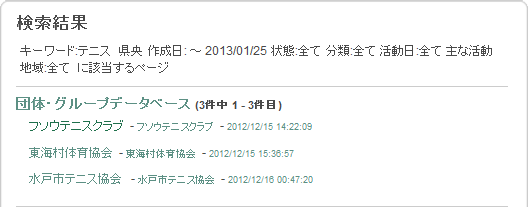 検索結果
キーワード:テニス 県央 作成日: ～ 2013/01/25 状態:全て 分類:全て 活動日:全て 主な活動
地域:全て に該当するページ
団体・グループデータベース (3件中 1 - 3件目)
フソウテニスクラブ - フソウテニスクラブ - 2012/12/15 14:22:09
東海村体育協会 - 東海村体育協会 - 2012/12/15 15:36:57
水戸市テニス協会 - 水戸市テニス協会 - 2012/12/16 00:47:20